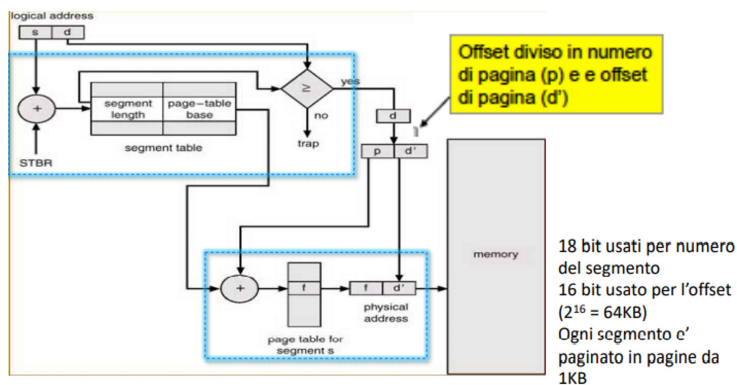 logical address
s d
Offset diviso in numero
di pagina (p) e e offset
di pagina (d')
yes
≥
+
segment
length
page–table
base
no
d
trap
segment table
STBR
p d'
memory
18 bit usati per numero
del segmento
16 bit usato per l'offset
(2¹⁶ = 64KB)
Ogni segmento e'
paginato in pagine da
1KB
+
f
f d'
physical
address
page table for
segment s